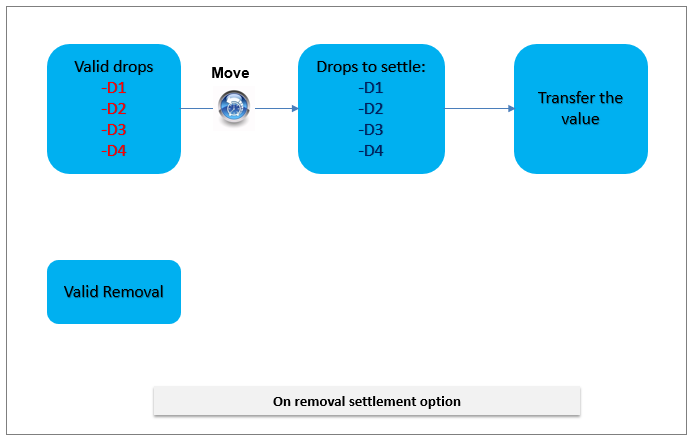 Valid drops
-D1
-D2
-D3
-D4
Move
Drops to settle:
-D1
-D2
-D3
-D4
Transfer the
value
Valid Removal
On removal settlement option